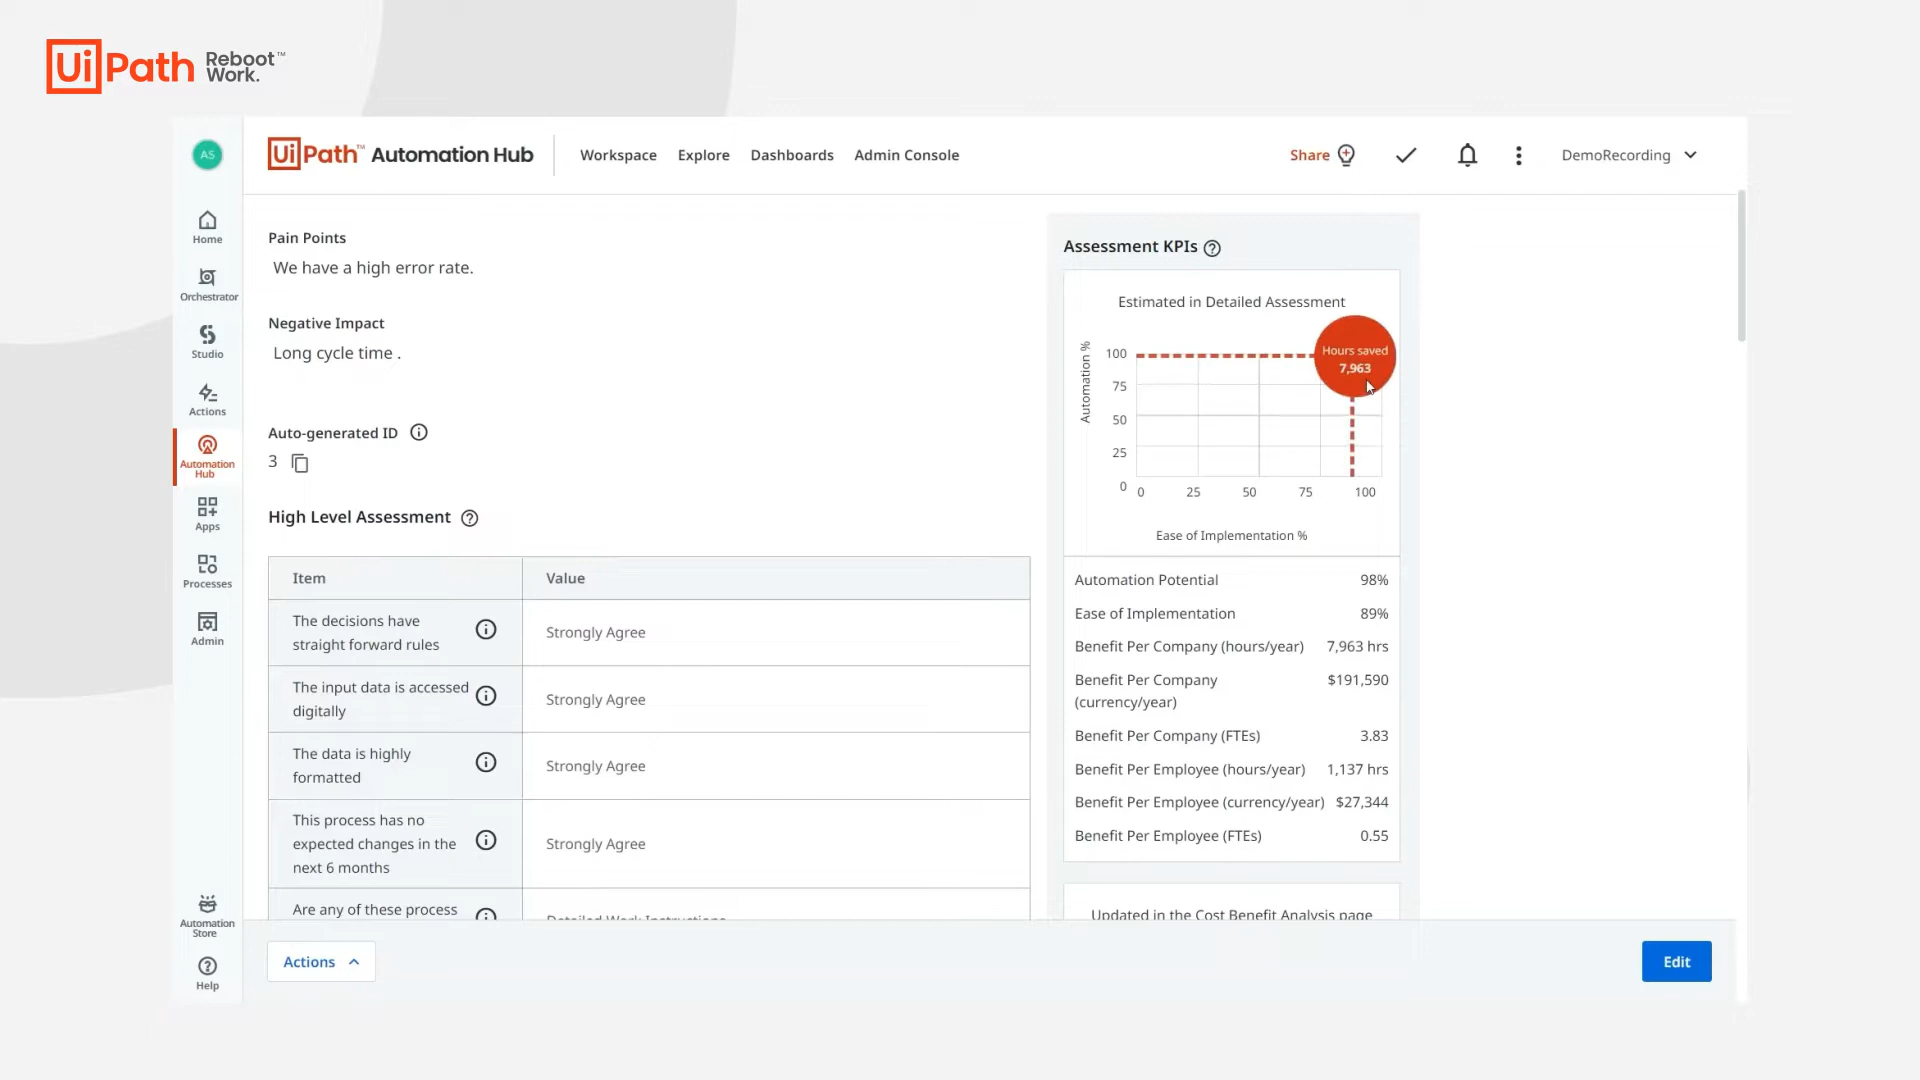 UiPath Reboot Work.™
AS
UiPath™ Automation Hub
Workspace
Explore
Dashboards
Admin Console
Share
DemoRecording
Home
Orchestrator
Studio
Actions
Automation
Hub
Apps
Processes
Admin
Automation
Store
Help
Pain Points
We have a high error rate.
Negative Impact
Long cycle time .
Auto-generated ID
3
High Level Assessment
Item Value
The decisions have
straight forward rules
Strongly Agree
The input data is accessed
digitally
Strongly Agree
The data is highly
formatted
Strongly Agree
This process has no
expected changes in the
next 6 months
Strongly Agree
Are any of these process
Detailed Work Instructions
Assessment KPIs
Estimated in Detailed Assessment
Automation %
100
75
50
25
0
Hours saved
7,963
0 25 50 75 100
Ease of Implementation %
Automation Potential 98%
Ease of Implementation 89%
Benefit Per Company (hours/year) 7,963 hrs
Benefit Per Company $191,590
(currency/year)
Benefit Per Company (FTEs) 3.83
Benefit Per Employee (hours/year) 1,137 hrs
Benefit Per Employee (currency/year) $27,344
Benefit Per Employee (FTEs) 0.55
Updated in the Cost Benefit Analysis page
Actions
Edit